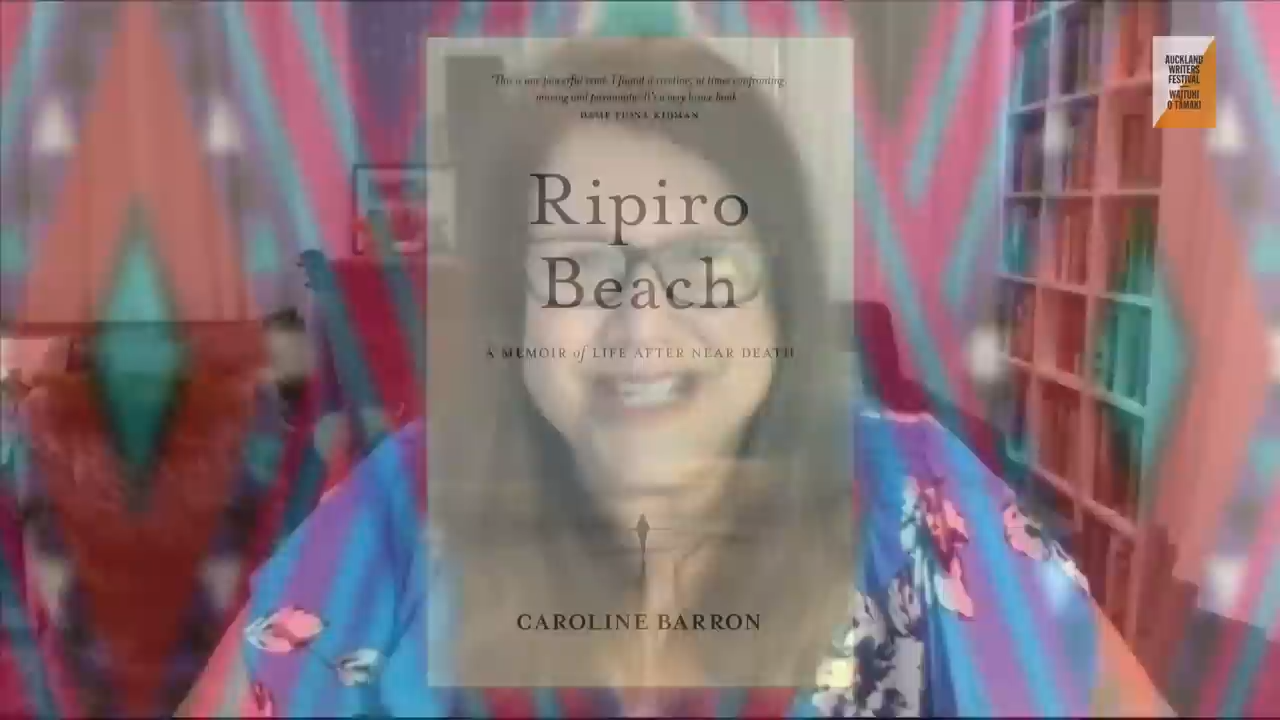 'This is one powerful read. I found it riveting, at times confronting,
moving and passionate. It's a very brave book.'
DAME FIONA KIDMAN
Ripiro
Beach
A MEMOIR of LIFE AFTER NEAR DEATH
CAROLINE BARRON
AUCKLAND
WRITERS
FESTIVAL
WAITUHI
O TĀMAKI